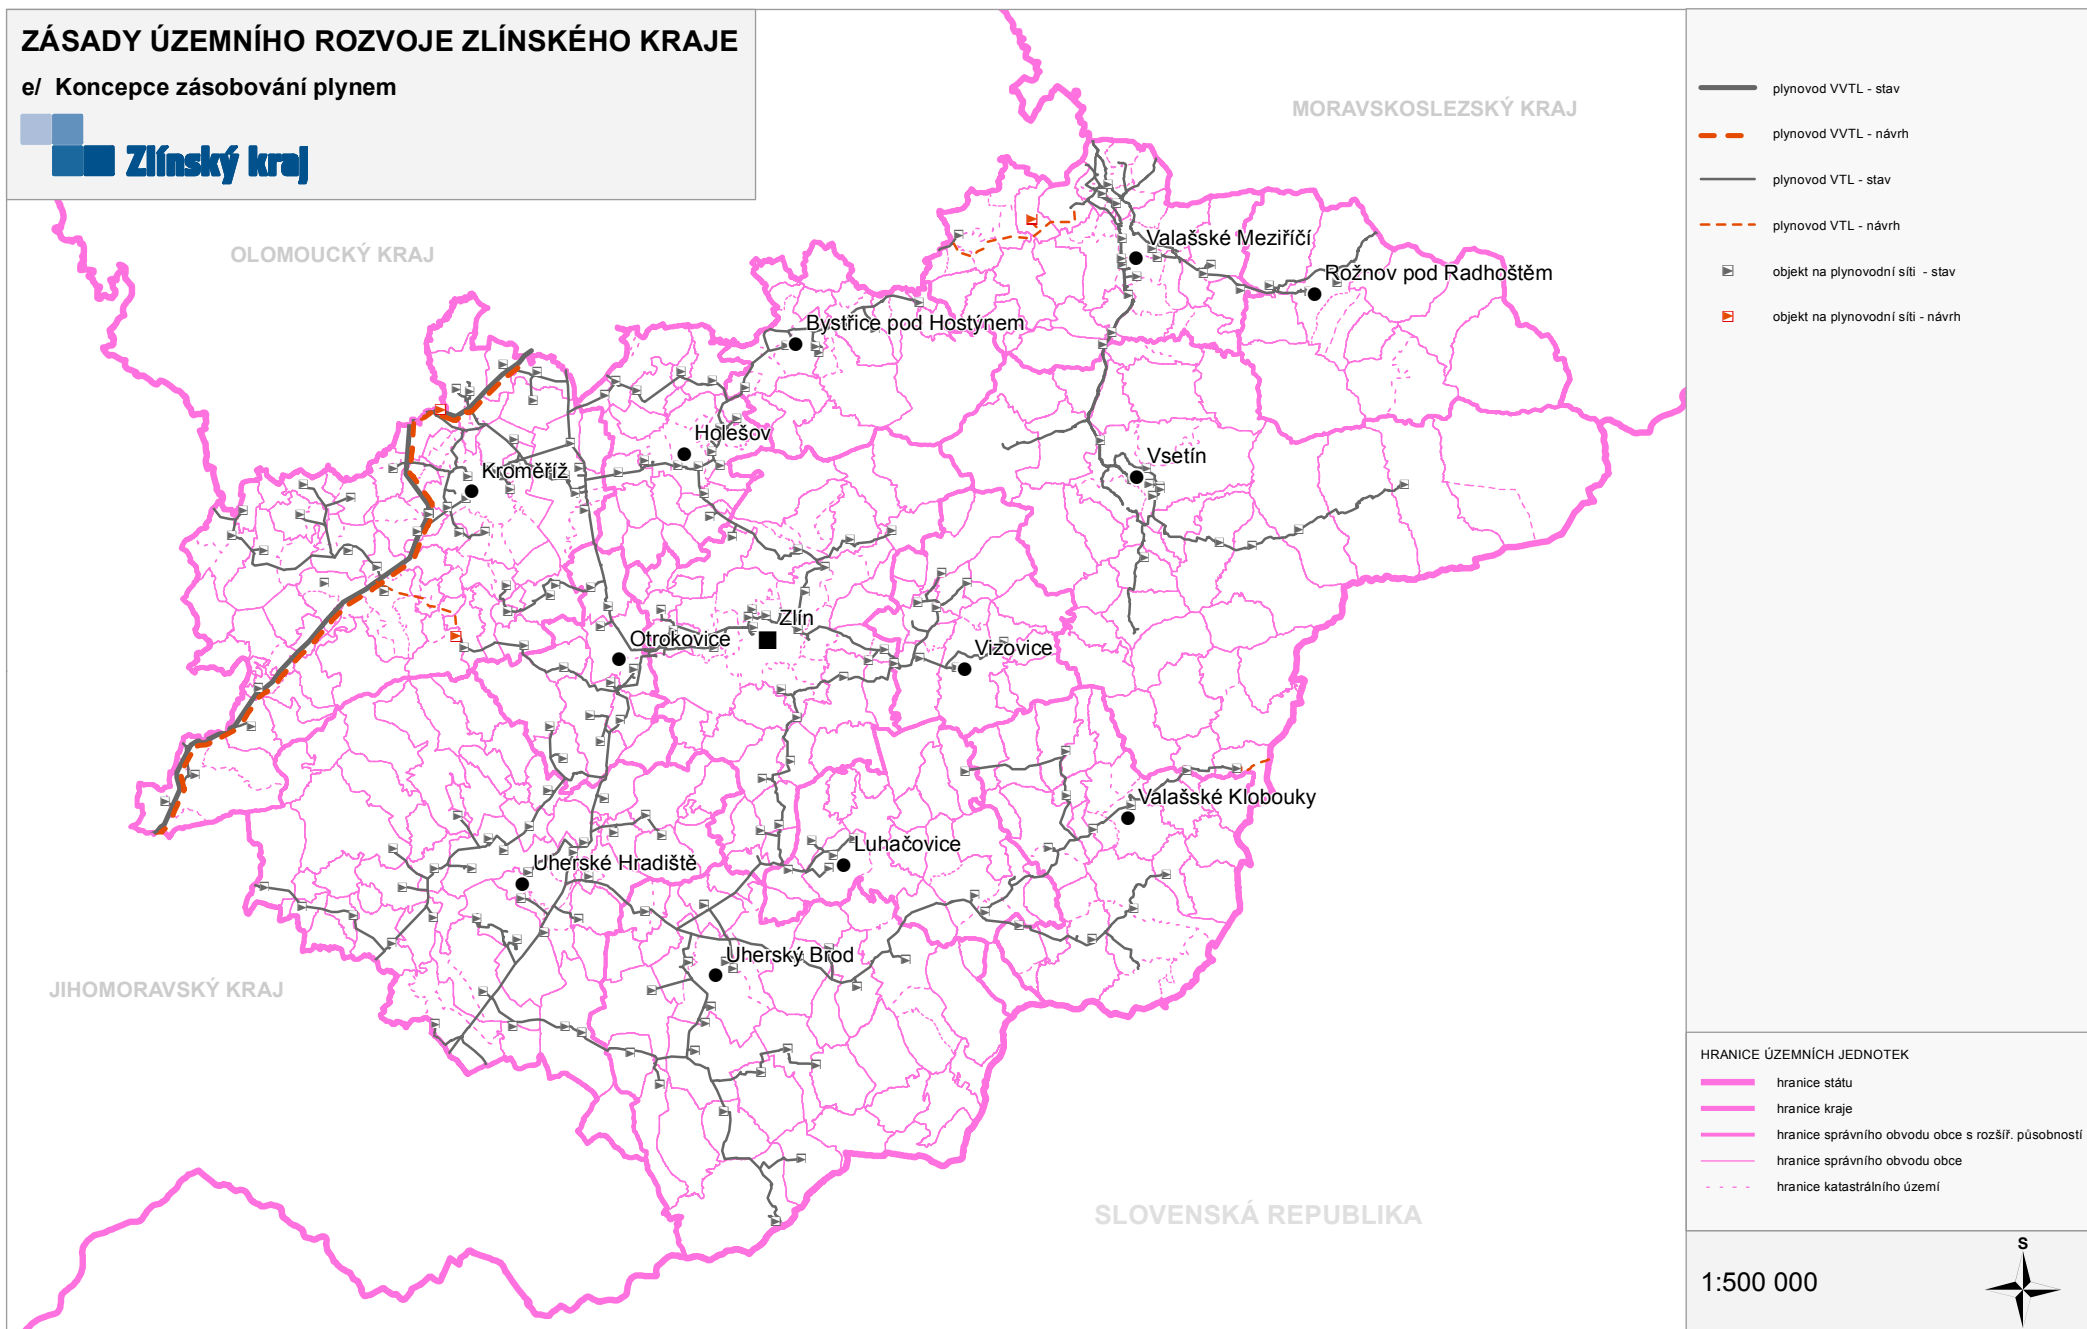 ZÁSADY ÚZEMNÍHO ROZVOJE ZLÍNSKÉHO KRAJE
e/ Koncepce zásobování plynem
Zlínský kraj
MORAVSKOSLEZSKÝ KRAJ
OLOMOUCKÝ KRAJ
Valašské Meziříčí
Rožnov pod Radhoštěm
Bystřice pod Hostýnem
Holešov
Kroměříž
Vsetín
Zlín
Otrokovice
Vizovice
Valašské Klobouky
Luhačovice
Uherské Hradiště
Uherský Brod
JIHOMORAVSKÝ KRAJ
SLOVENSKÁ REPUBLIKA
plynovod VVTL - stav
plynovod VVTL - návrh
plynovod VTL - stav
plynovod VTL - návrh
objekt na plynovodní síti - stav
objekt na plynovodní síti - návrh
HRANICE ÚZEMNÍCH JEDNOTEK
hranice státu
hranice kraje
hranice správního obvodu obce s rozšíř. působností
hranice správního obvodu obce
hranice katastrálního území
1:500 000
S